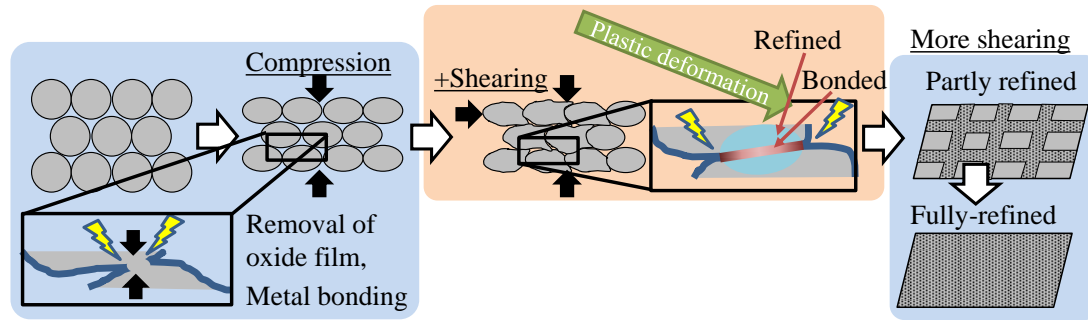 Compression
Removal of
oxide film,
Metal bonding
+Shearing
Plastic deformation
Refined
Bonded
More shearing
Partly refined
Fully-refined